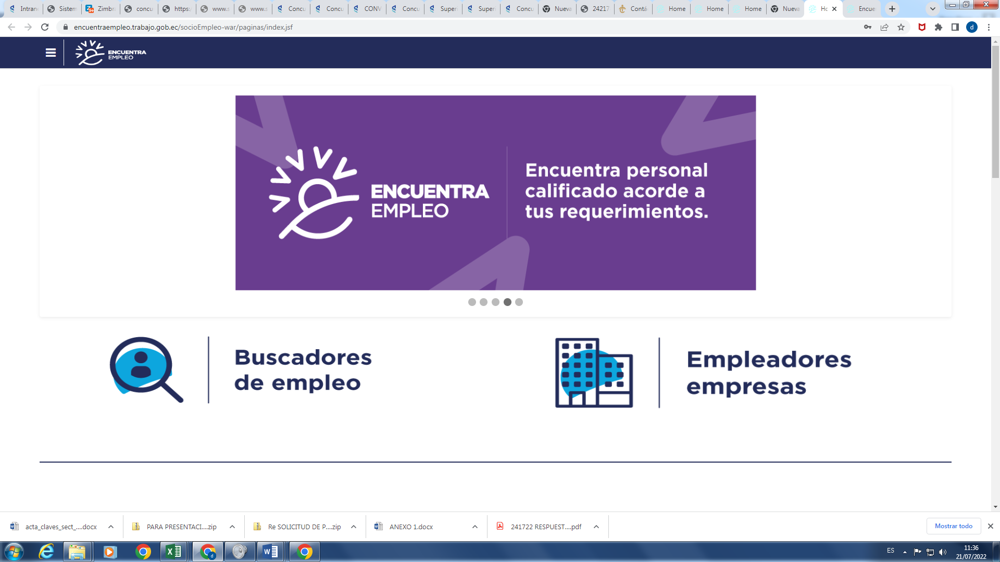 Intran
Sistem
Zimbra
concu
https:/
www.s
www.s
Concu
Concu
CONV
Concu
Super
Super
Concu
Nueva
24217
Contá
Home
Home
Home
Nueva
Ho
Encue
encuentraempleo.trabajo.gob.ec/socioEmpleo-war/paginas/index.jsf
d
ENCUENTRA
EMPLEO
ENCUENTRA
EMPLEO
Encuentra personal
calificado acorde a
tus requerimientos.
Buscadores
de empleo
Empleadores
empresas
acta_claves_sect_....docx
PARA PRESENTACI....zip
Re SOLICITUD DE P....zip
ANEXO 1.docx
241722 RESPUEST....pdf
Mostrar todo
ES
11:36
21/07/2022